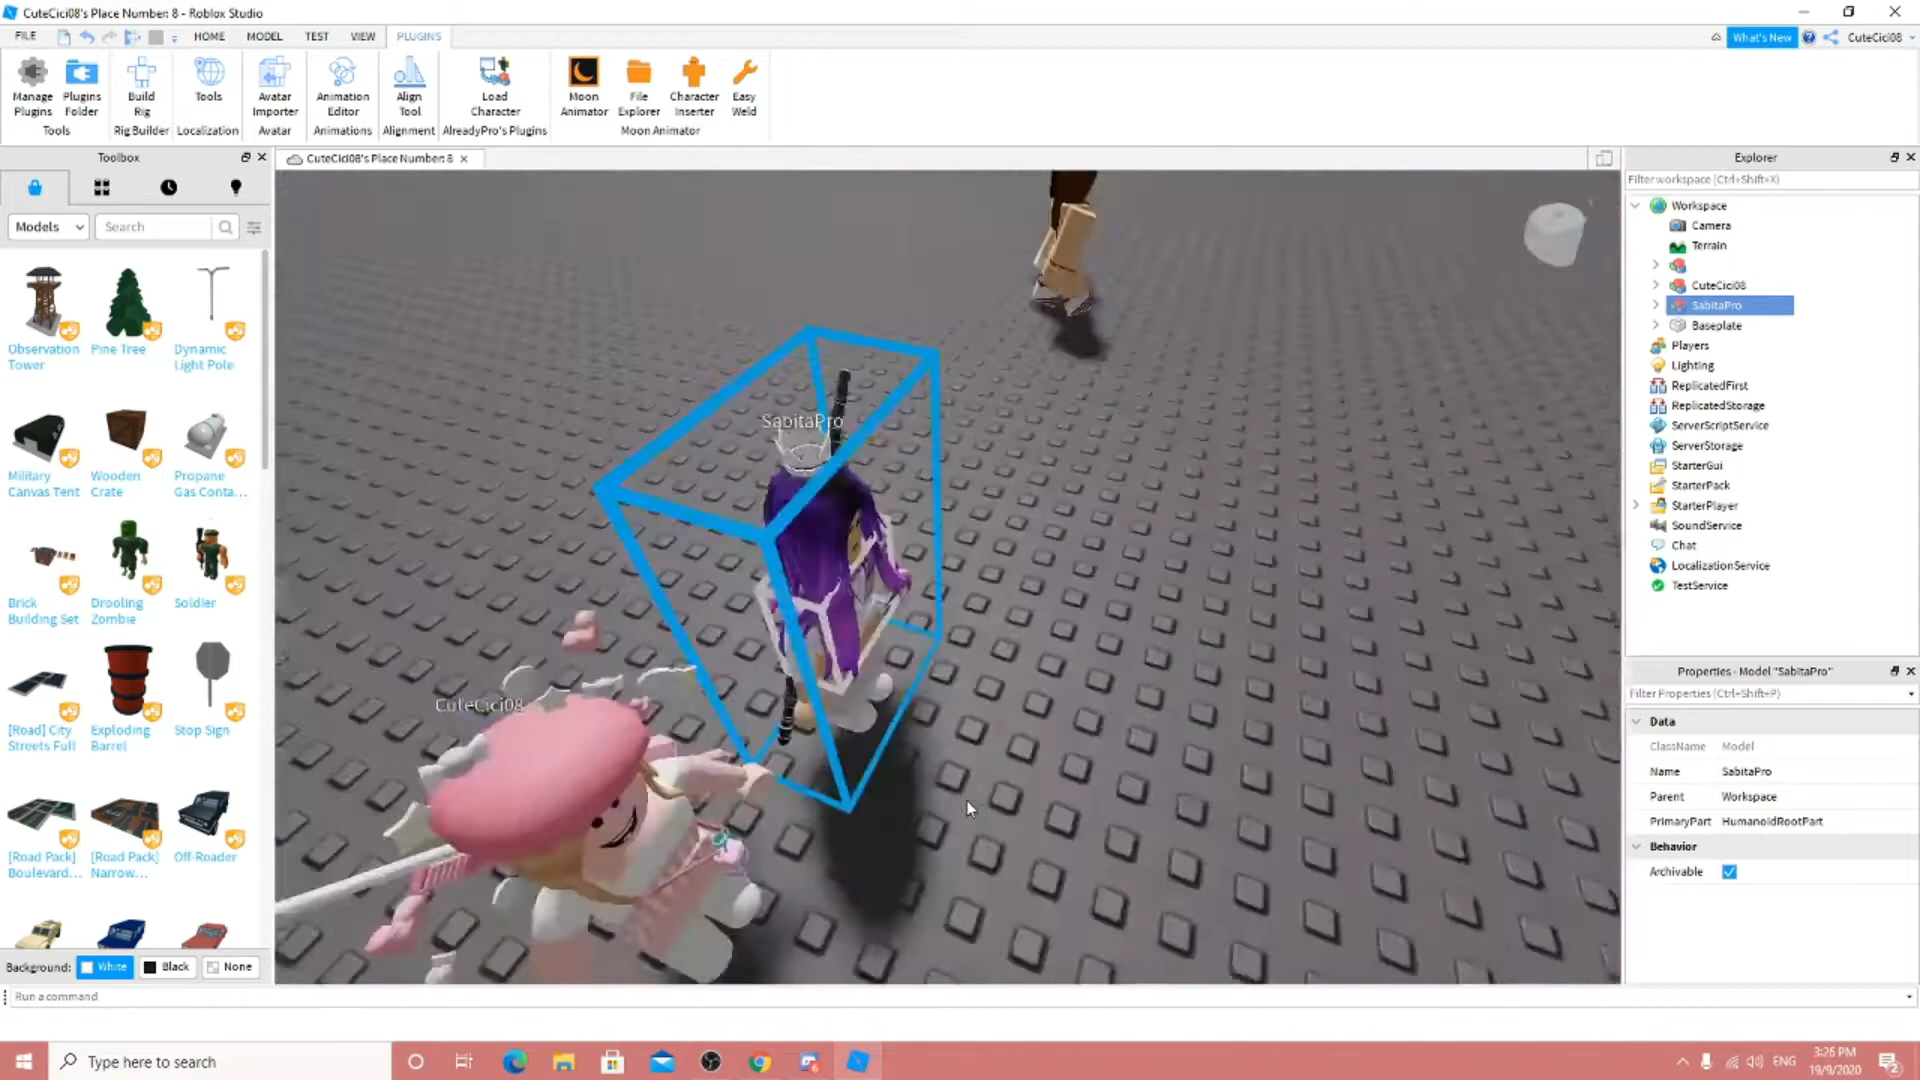 CuteCici08's Place Number: 8 - Roblox Studio
FILE HOME MODEL TEST VIEW PLUGINS What's New CuteCici08
Manage Plugins
Plugins Folder
Tools
Build Rig
Rig Builder
Tools
Localization
Avatar Importer
Avatar
Animation Editor
Animations
Align Tool
Alignment
Load Character
AlreadyPro's Plugins
Moon Animator
File Explorer
Character Inserter
Easy Weld
Moon Animator
Toolbox
CuteCici08's Place Number: 8
Models Search
Observation Tower
Pine Tree
Dynamic Light Pole
Military Canvas Tent
Wooden Crate
Propane Gas Conta...
Brick Building Set
Drooling Zombie
Soldier
[Road] City Streets Full
Exploding Barrel
Stop Sign
[Road Pack] Boulevard...
[Road Pack] Narrow...
Off-Roader
Background: White Black None
Run a command
SabitaPro
CuteCici08
Explorer
Filter workspace (Ctrl+Shift+X)
Workspace
Camera
Terrain
CuteCici08
SabitaPro
Baseplate
Players
Lighting
ReplicatedFirst
ReplicatedStorage
ServerScriptService
ServerStorage
StarterGui
StarterPack
StarterPlayer
SoundService
Chat
LocalizationService
TestService
Properties - Model "SabitaPro"
Filter Properties (Ctrl+Shift+P)
Data
ClassName Model
Name SabitaPro
Parent Workspace
PrimaryPart HumanoidRootPart
Behavior
Archivable
Type here to search
ENG
3:26 PM
19/9/2020